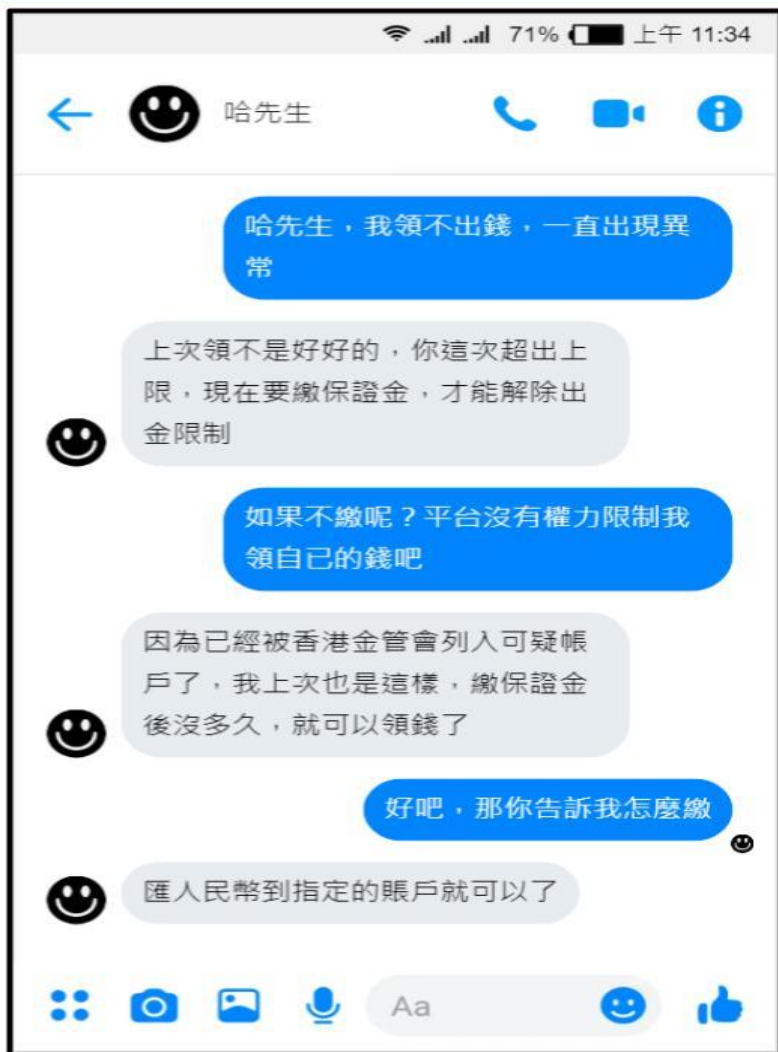 71% 上午 11:34
哈先生
哈先生，我領不出錢，一直出現異
常
上次領不是好好的，你這次超出上
限，現在要繳保證金，才能解除出
金限制
如果不繳呢？平台沒有權力限制我
領自已的錢吧
因為已經被香港金管會列入可疑帳
戶了，我上次也是這樣，繳保證金
後沒多久，就可以領錢了
好吧，那你告訴我怎麼繳
匯人民幣到指定的賬戶就可以了
Aa